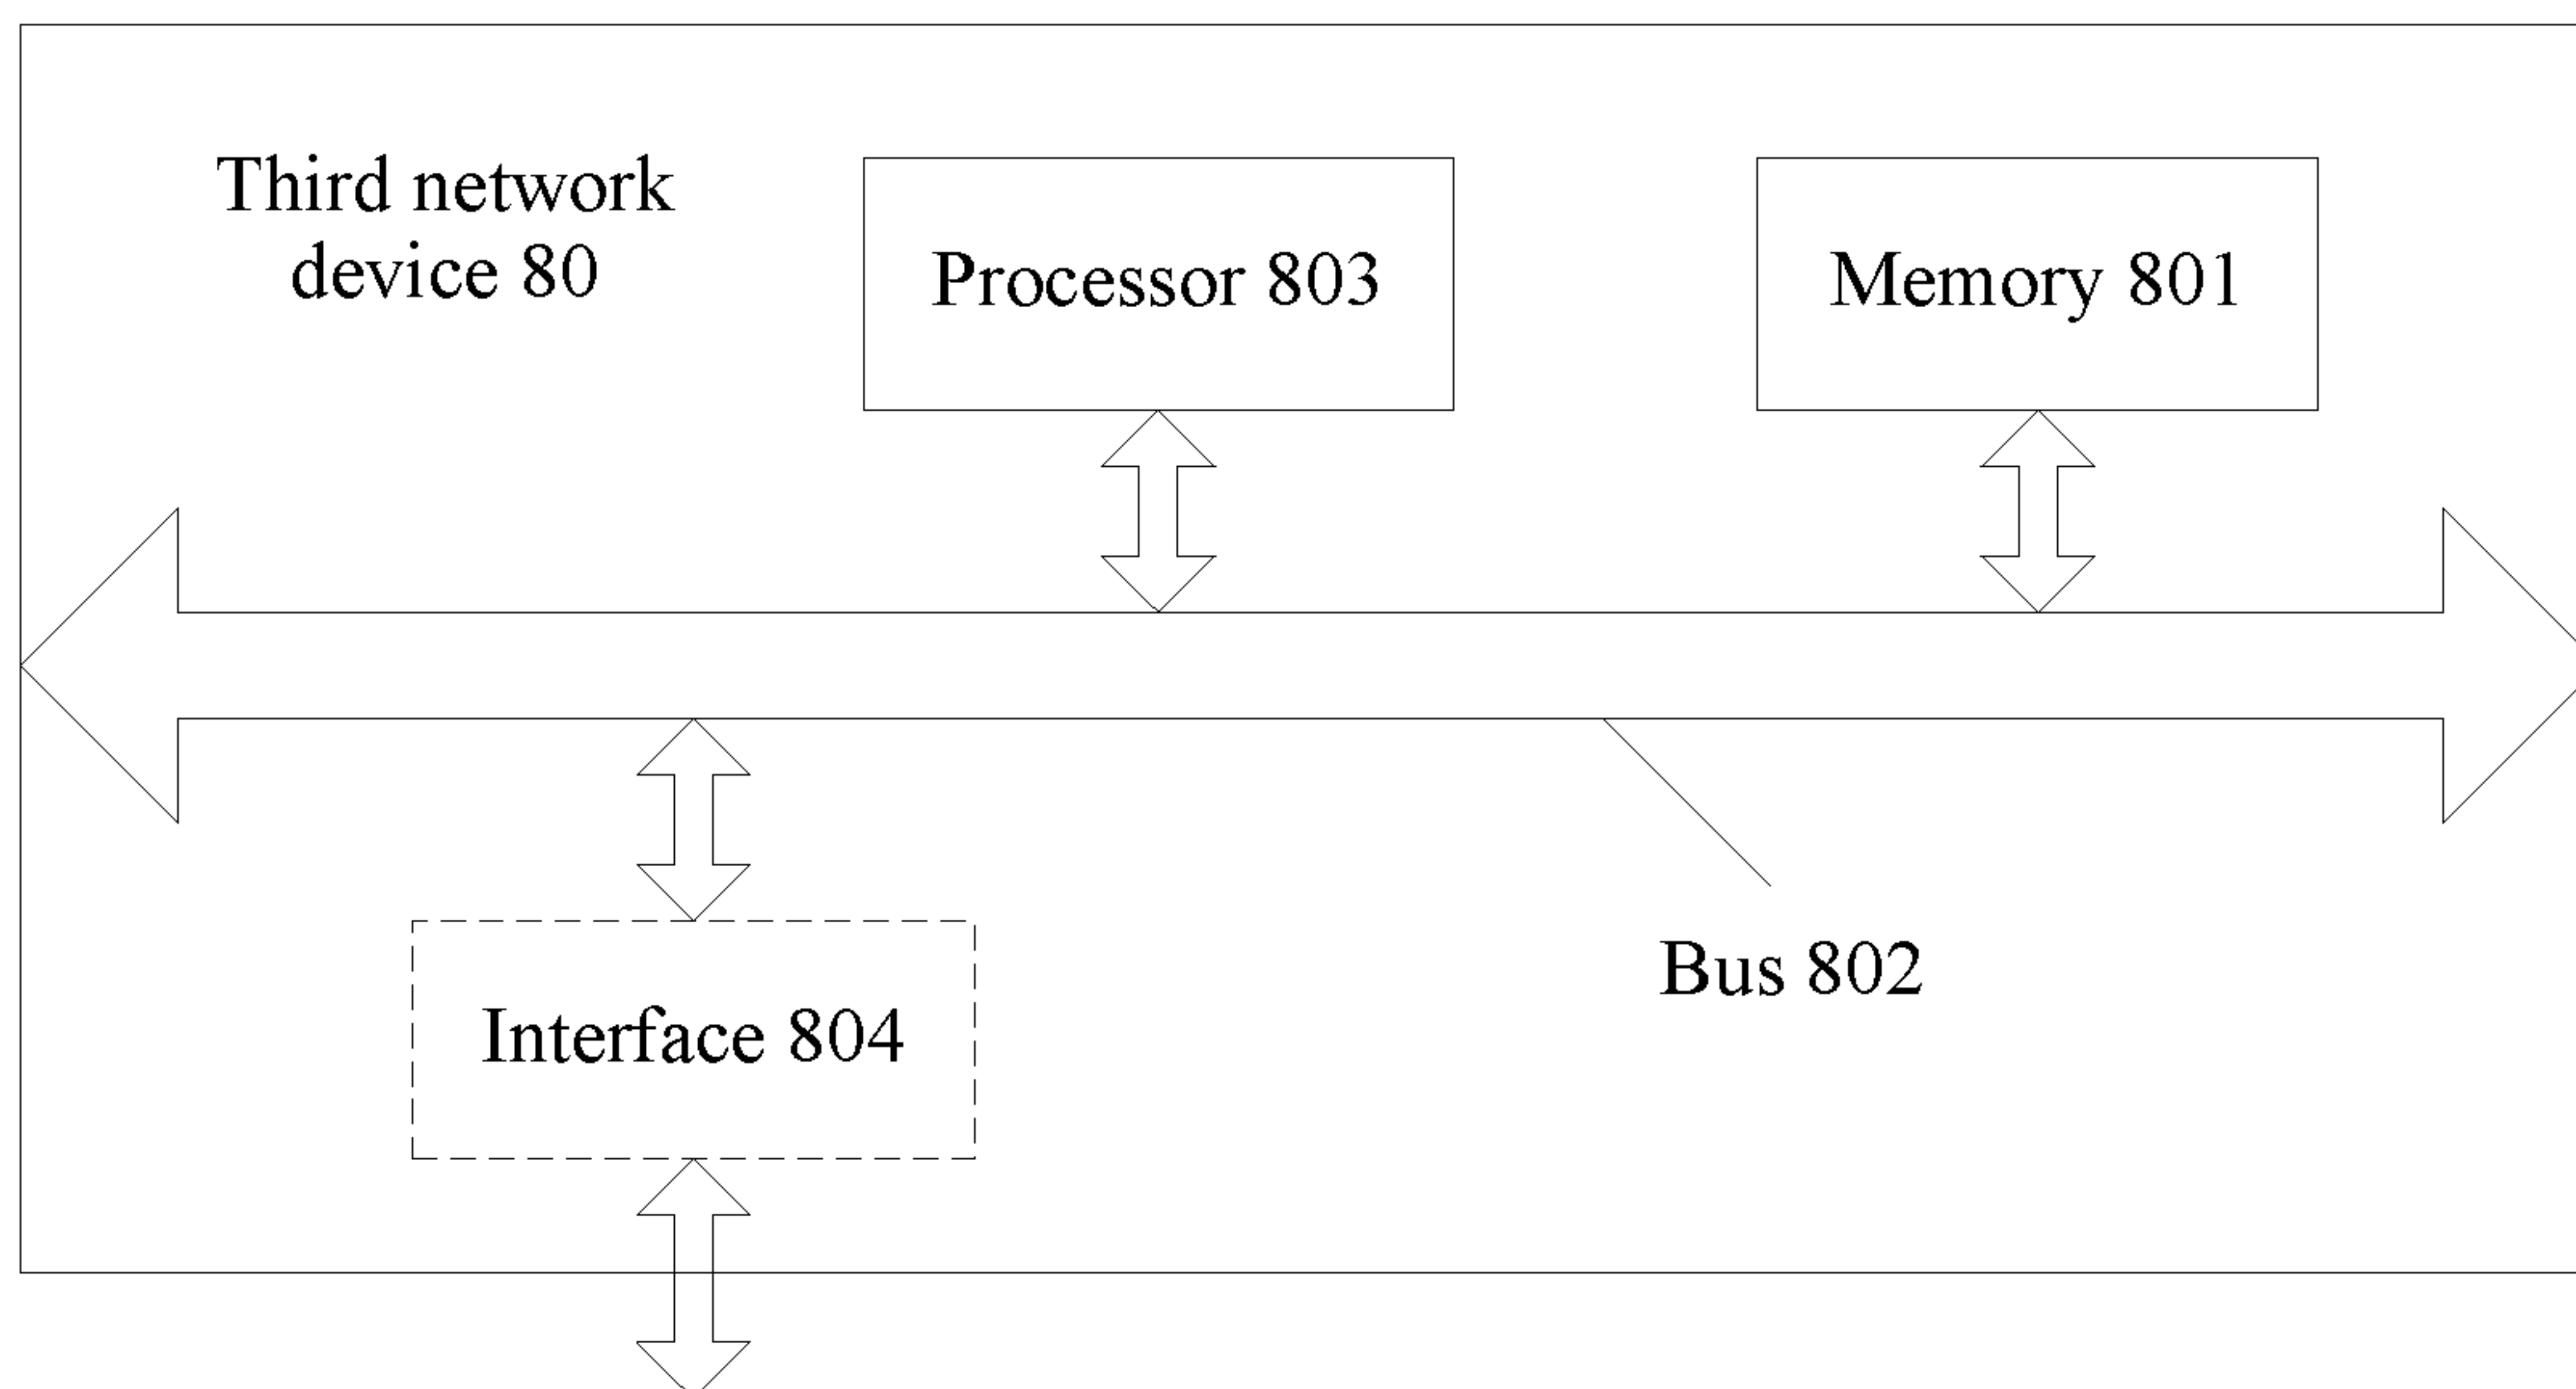 Third network
device 80
Processor 803
Memory 801
Bus 802
Interface 804